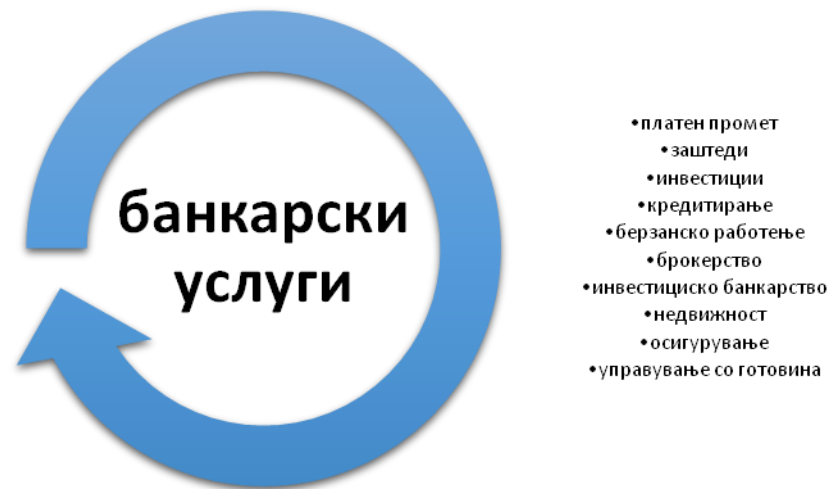 банкарски
услуги
•платен промет
•заштеди
•инвестиции
•кредитирање
•берзанско работење
•брокерство
•инвестициско банкарство
•недвижност
•осигурување
•управување со готовина